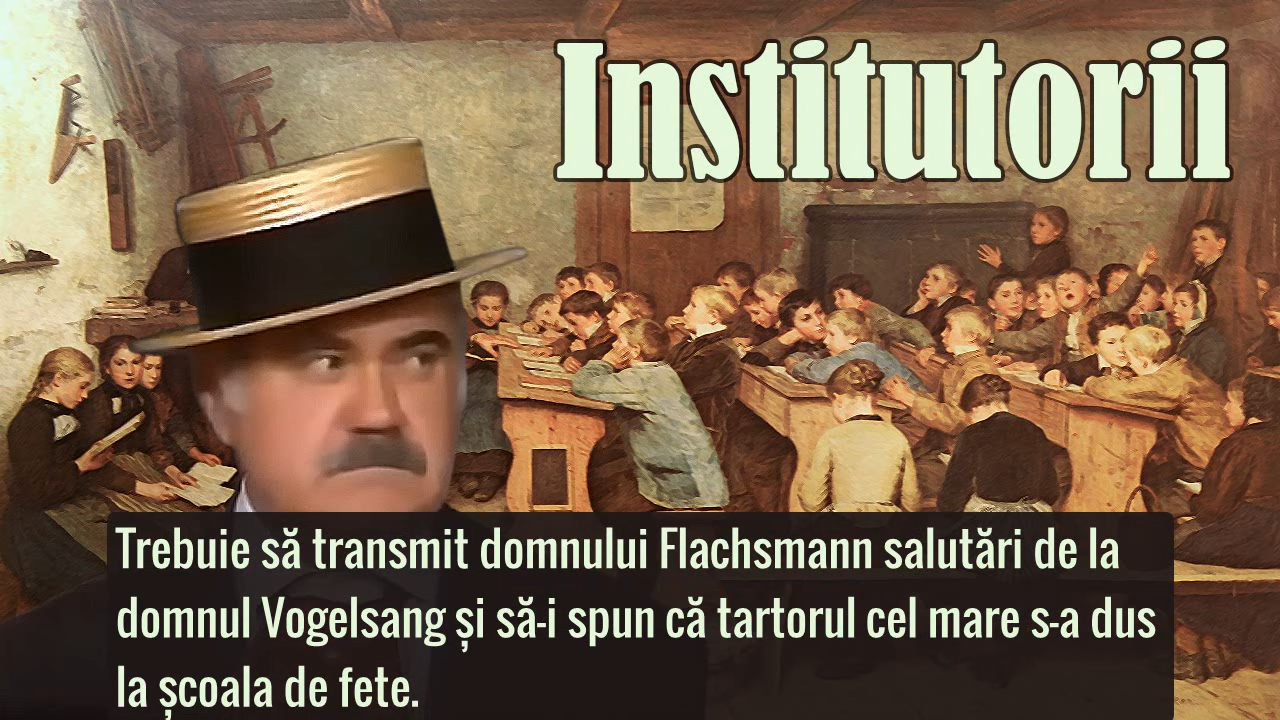 Institutorii
Trebuie să transmit domnului Flachsmann salutări de la
domnul Vogelsang și să-i spun că tartorul cel mare s-a dus
la școala de fete.